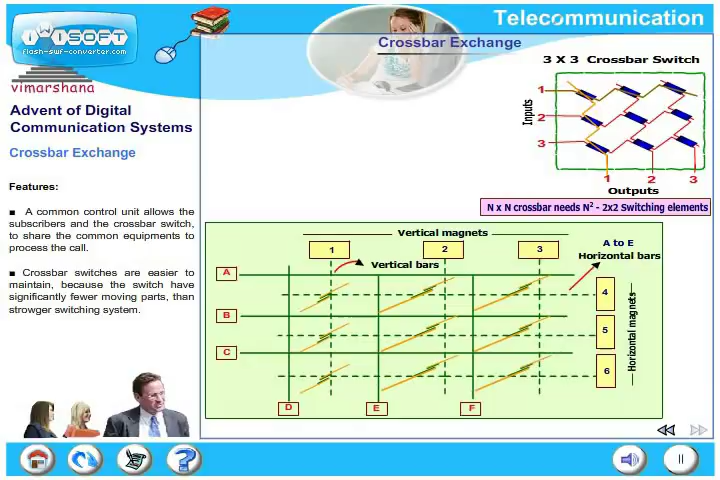 Telecommunication
iWiSOFT
flash-swf-converter.com
vimarshana
Advent of Digital
Communication Systems
Crossbar Exchange
Features:
■ A common control unit allows the
subscribers and the crossbar switch,
to share the common equipments to
process the call.
■ Crossbar switches are easier to
maintain, because the switch have
significantly fewer moving parts, than
strowger switching system.
Crossbar Exchange
3 X 3 Crossbar Switch
Inputs
1
2
3
1 2 3
Outputs
N x N crossbar needs N² - 2x2 Switching elements
Vertical magnets
1 2 3
Vertical bars
A to E
Horizontal bars
A
B
C
4
5
6
Horizontal magnets
D E F